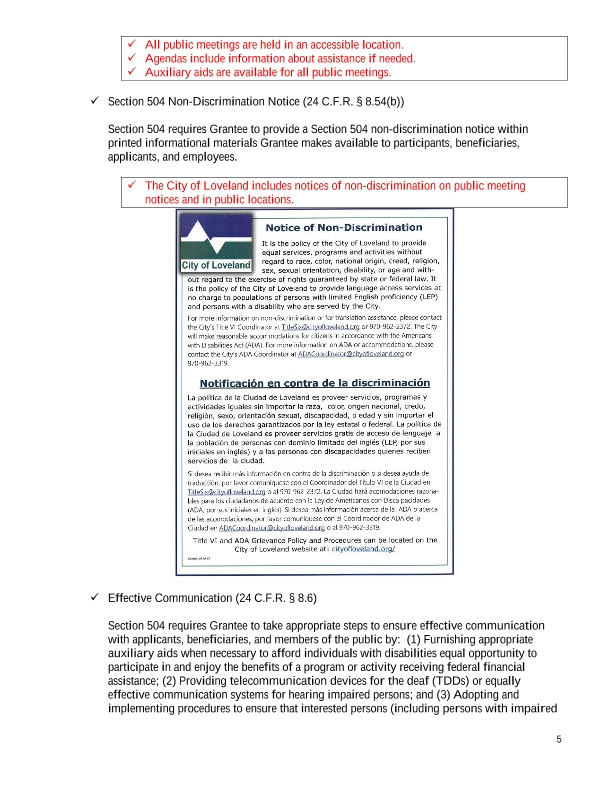 ✓ All public meetings are held in an accessible location.
✓ Agendas include information about assistance if needed.
✓ Auxiliary aids are available for all public meetings.
✓ Section 504 Non-Discrimination Notice (24 C.F.R. § 8.54(b))
Section 504 requires Grantee to provide a Section 504 non-discrimination notice within
printed informational materials Grantee makes available to participants, beneficiaries,
applicants, and employees.
✓ The City of Loveland includes notices of non-discrimination on public meeting
notices and in public locations.
City of Loveland
Notice of Non-Discrimination
It is the policy of the City of Loveland to provide
equal services, programs and activities without
regard to race, color, national origin, creed, religion,
sex, sexual orientation, disability, or age and with-
out regard to the exercise of rights guaranteed by state or federal law. It
is the policy of the City of Loveland to provide language access services at
no charge to populations of persons with limited English proficiency (LEP)
and persons with a disability who are served by the City.
For more information on non-discrimination or for translation assistance, please contact
the City's Title VI Coordinator at TitleSix@cityofloveland.org or 970-962-2372. The City
will make reasonable accommodations for citizens in accordance with the Americans
with Disabilities Act (ADA). For more information on ADA or accommodations, please
contact the City's ADA Coordinator at ADACoordinator@cityofloveland.org or
970-962-3319.
Notificación en contra de la discriminación
La política de la Ciudad de Loveland es proveer servicios, programas y
actividades iguales sin importar la raza, color, origen nacional, credo,
religión, sexo, orientación sexual, discapacidad, o edad y sin importar el
uso de los derechos garantizados por la ley estatal o federal. La política de
la Ciudad de Loveland es proveer servicios gratis de acceso de lenguaje a
la población de personas con dominio limitado del inglés (LEP, por sus
iniciales en inglés) y a las personas con discapacidades quienes reciben
servicios de la ciudad.
Si desea recibir más información en contra de la discriminación o si desea ayuda de
traducción, por favor comuníquese con el Coordinador del Título VI de la Ciudad en
TitleSix@cityofloveland.org o al 970-962-2372. La Ciudad hará acomodaciones razona-
bles para los ciudadanos de acuerdo con la Ley de Americanos con Discapacidades
(ADA, por sus iniciales en inglés). Si desea más información acerca de la ADA o acerca
de las acomodaciones, por favor comuníquese con el Coordinador de ADA de la
Ciudad en ADACoordinator@cityofloveland.org o al 970-962-3319.
Title VI and ADA Grievance Policy and Procedures can be located on the
City of Loveland website at: cityofloveland.org/
✓ Effective Communication (24 C.F.R. § 8.6)
Section 504 requires Grantee to take appropriate steps to ensure effective communication
with applicants, beneficiaries, and members of the public by: (1) Furnishing appropriate
auxiliary aids when necessary to afford individuals with disabilities equal opportunity to
participate in and enjoy the benefits of a program or activity receiving federal financial
assistance; (2) Providing telecommunication devices for the deaf (TDDs) or equally
effective communication systems for hearing impaired persons; and (3) Adopting and
implementing procedures to ensure that interested persons (including persons with impaired
5